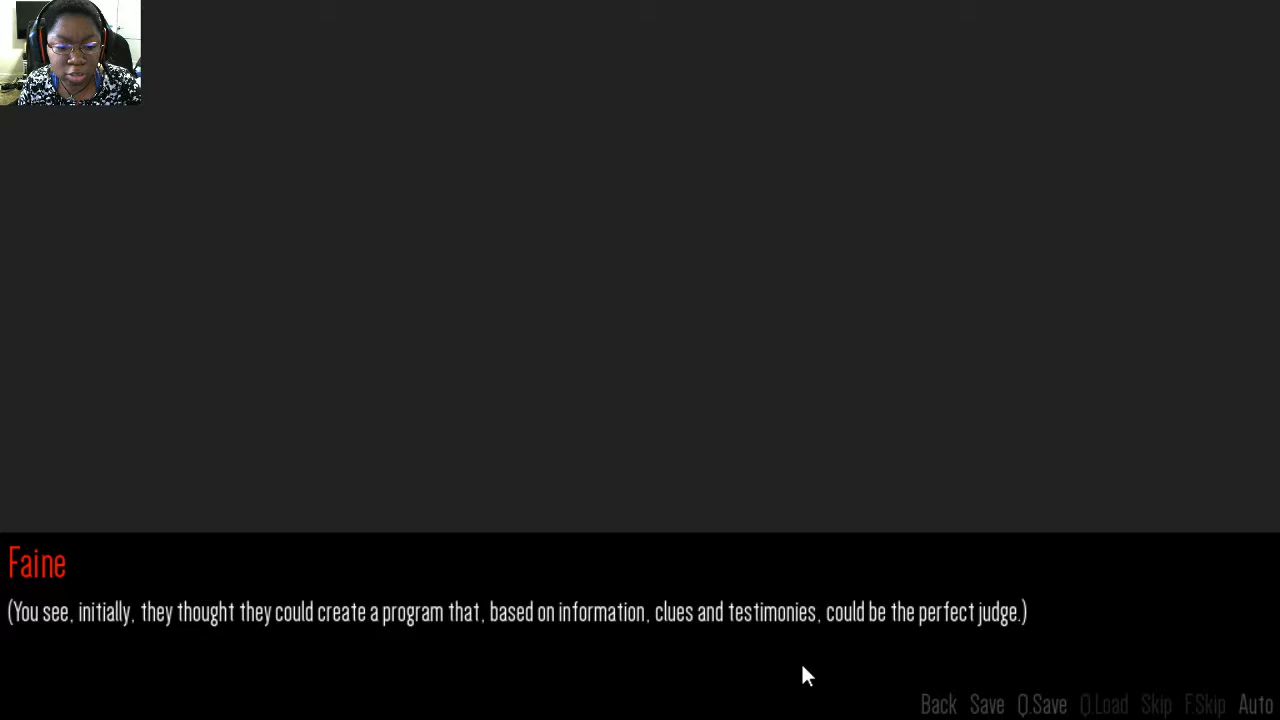 Faine
(You see, initially, they thought they could create a program that, based on information, clues and testimonies, could be the perfect judge.)
Back Save Q.Save Q.Load Skip F.Skip Auto